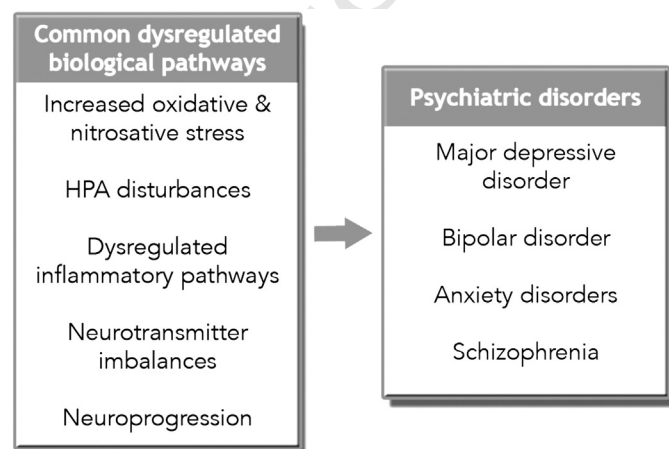 Common dysregulated
biological pathways
Increased oxidative &
nitrosative stress
HPA disturbances
Dysregulated
inflammatory pathways
Neurotransmitter
imbalances
Neuroprogression
Psychiatric disorders
Major depressive
disorder
Bipolar disorder
Anxiety disorders
Schizophrenia